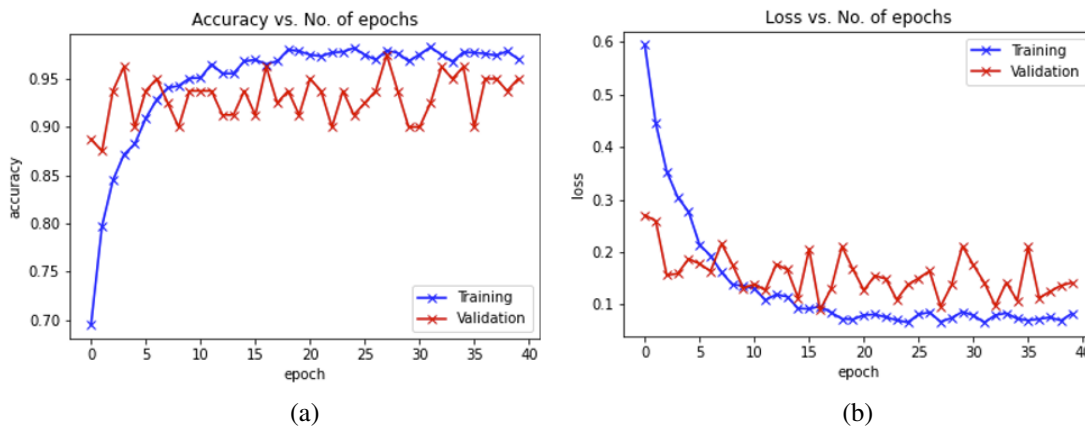 Accuracy vs. No. of epochs
accuracy
0.95
0.90
0.85
0.80
0.75
0.70
Training
Validation
0 5 10 15 20 25 30 35 40
epoch
(a)
Loss vs. No. of epochs
loss
0.6
0.5
0.4
0.3
0.2
0.1
Training
Validation
0 5 10 15 20 25 30 35 40
epoch
(b)